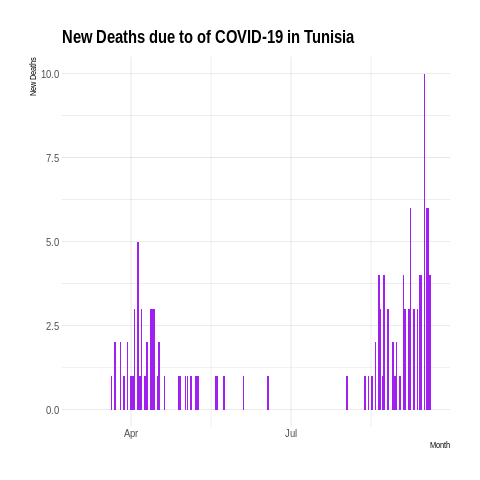 New Deaths due to of COVID-19 in Tunisia
New Deaths
10.0
7.5
5.0
2.5
0.0
Apr
Jul
Month